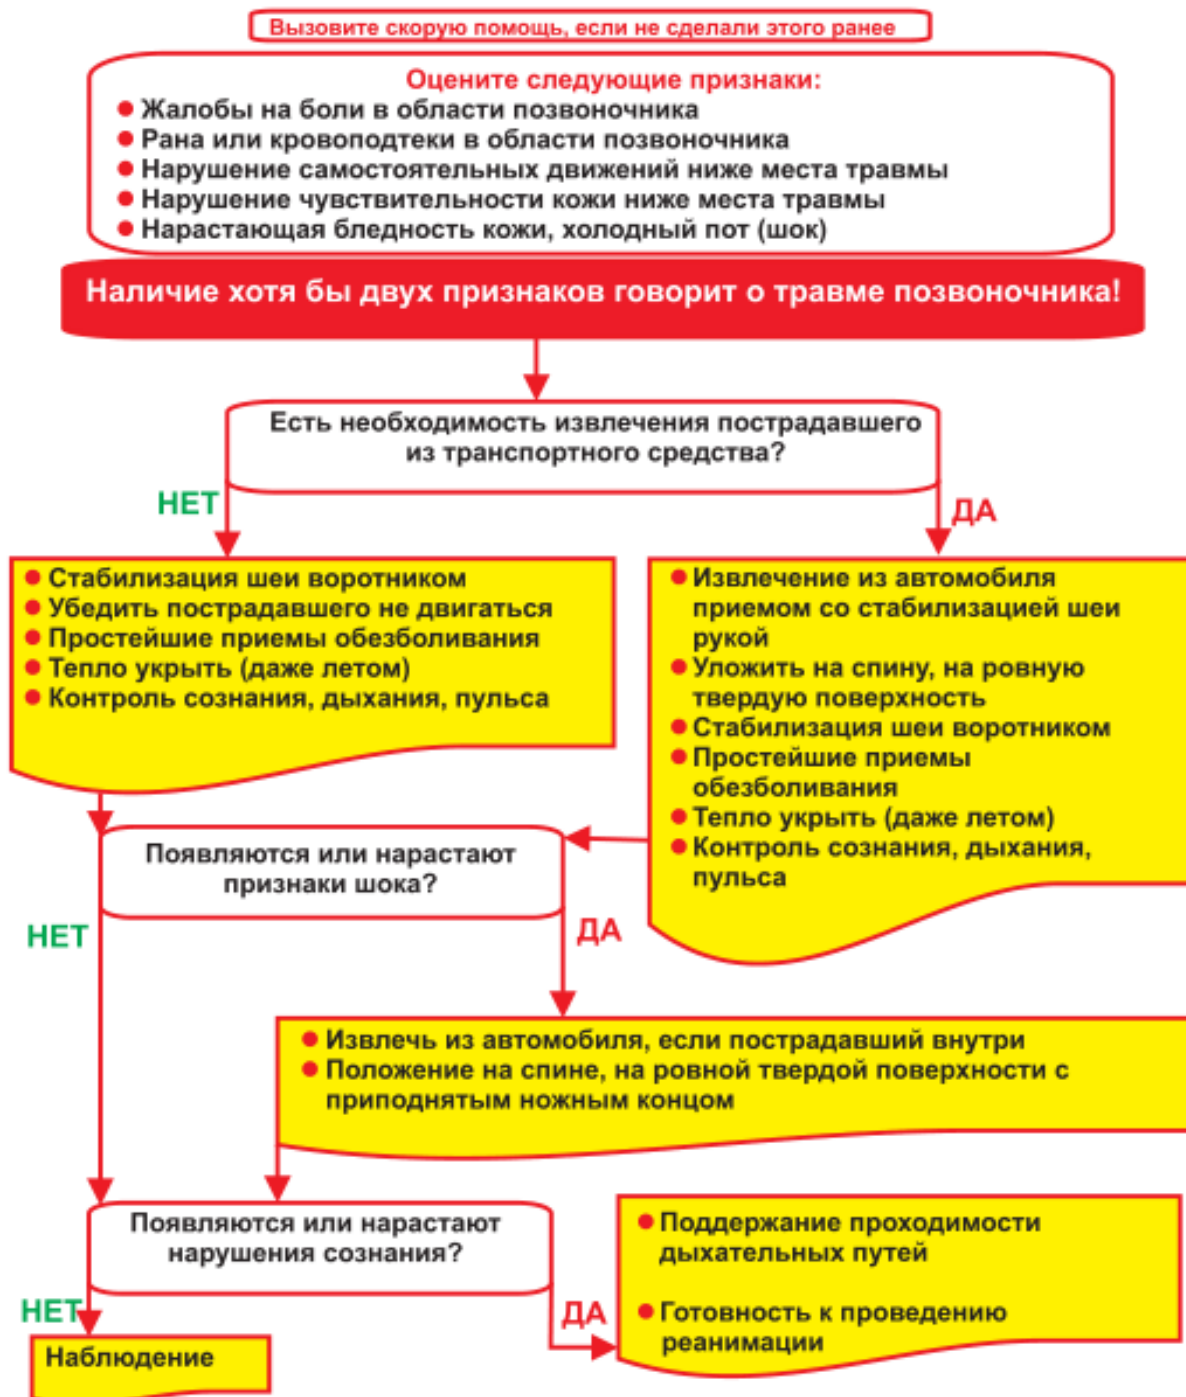 Вызовите скорую помощь, если не сделали этого ранее
Оцените следующие признаки:
Жалобы на боли в области позвоночника
Рана или кровоподтеки в области позвоночника
Нарушение самостоятельных движений ниже места травмы
Нарушение чувствительности кожи ниже места травмы
Нарастающая бледность кожи, холодный пот (шок)
Наличие хотя бы двух признаков говорит о травме позвоночника!
Есть необходимость извлечения пострадавшего
из транспортного средства?
НЕТ
ДА
Стабилизация шеи воротником
Убедить пострадавшего не двигаться
Простейшие приемы обезболивания
Тепло укрыть (даже летом)
Контроль сознания, дыхания, пульса
Извлечение из автомобиля
приемом со стабилизацией шеи
рукой
Уложить на спину, на ровную
твердую поверхность
Стабилизация шеи воротником
Простейшие приемы
обезболивания
Тепло укрыть (даже летом)
Контроль сознания, дыхания,
пульса
Появляются или нарастают
признаки шока?
НЕТ
ДА
Извлечь из автомобиля, если пострадавший внутри
Положение на спине, на ровной твердой поверхности с
приподнятым ножным концом
Появляются или нарастают
нарушения сознания?
НЕТ
ДА
Наблюдение
Поддержание проходимости
дыхательных путей
Готовность к проведению
реанимации